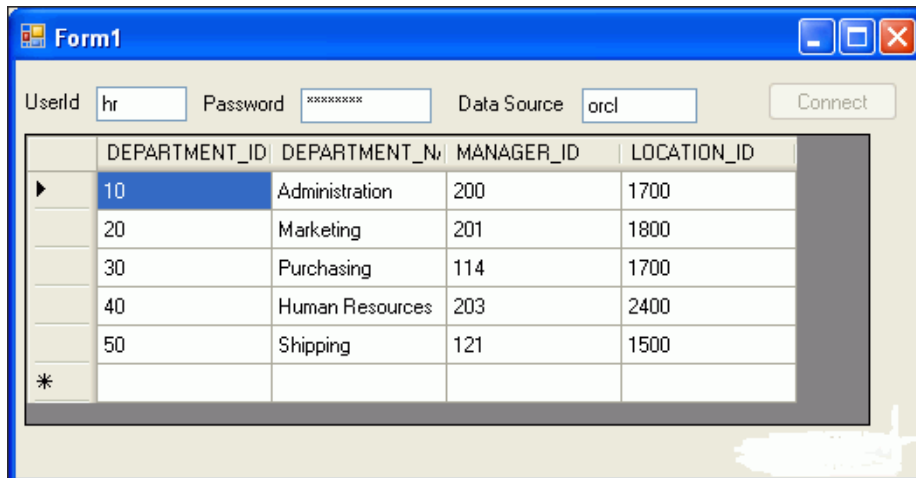 Form1
UserId hr Password ******** Data Source orcl Connect
DEPARTMENT_ID DEPARTMENT_N MANAGER_ID LOCATION_ID
10 Administration 200 1700
20 Marketing 201 1800
30 Purchasing 114 1700
40 Human Resources 203 2400
50 Shipping 121 1500